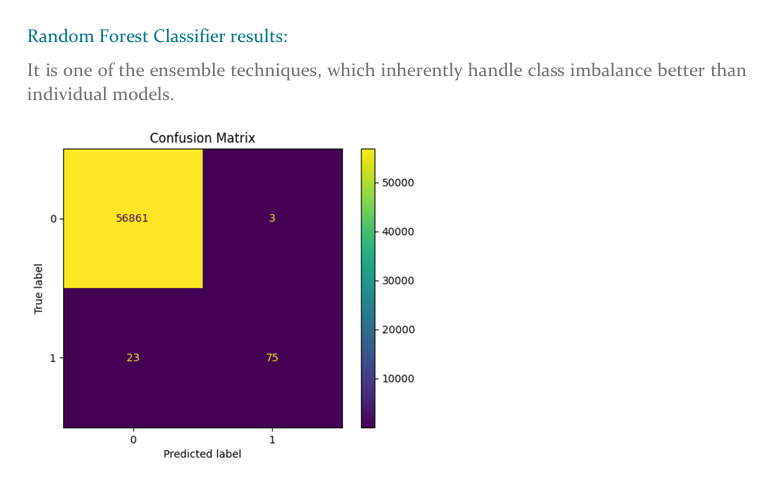 Random Forest Classifier results:
It is one of the ensemble techniques, which inherently handle class imbalance better than
individual models.
Confusion Matrix
50000
0
56861
3
40000
30000
True label
20000
1
23
75
10000
0
1
Predicted label